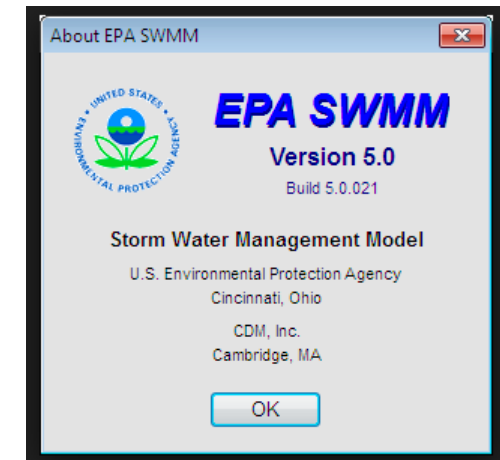 About EPA SWMM
UNITED STATES
ENVIRONMENTAL PROTECTION AGENCY
EPA SWMM
Version 5.0
Build 5.0.021
Storm Water Management Model
U.S. Environmental Protection Agency
Cincinnati, Ohio
CDM, Inc.
Cambridge, MA
OK